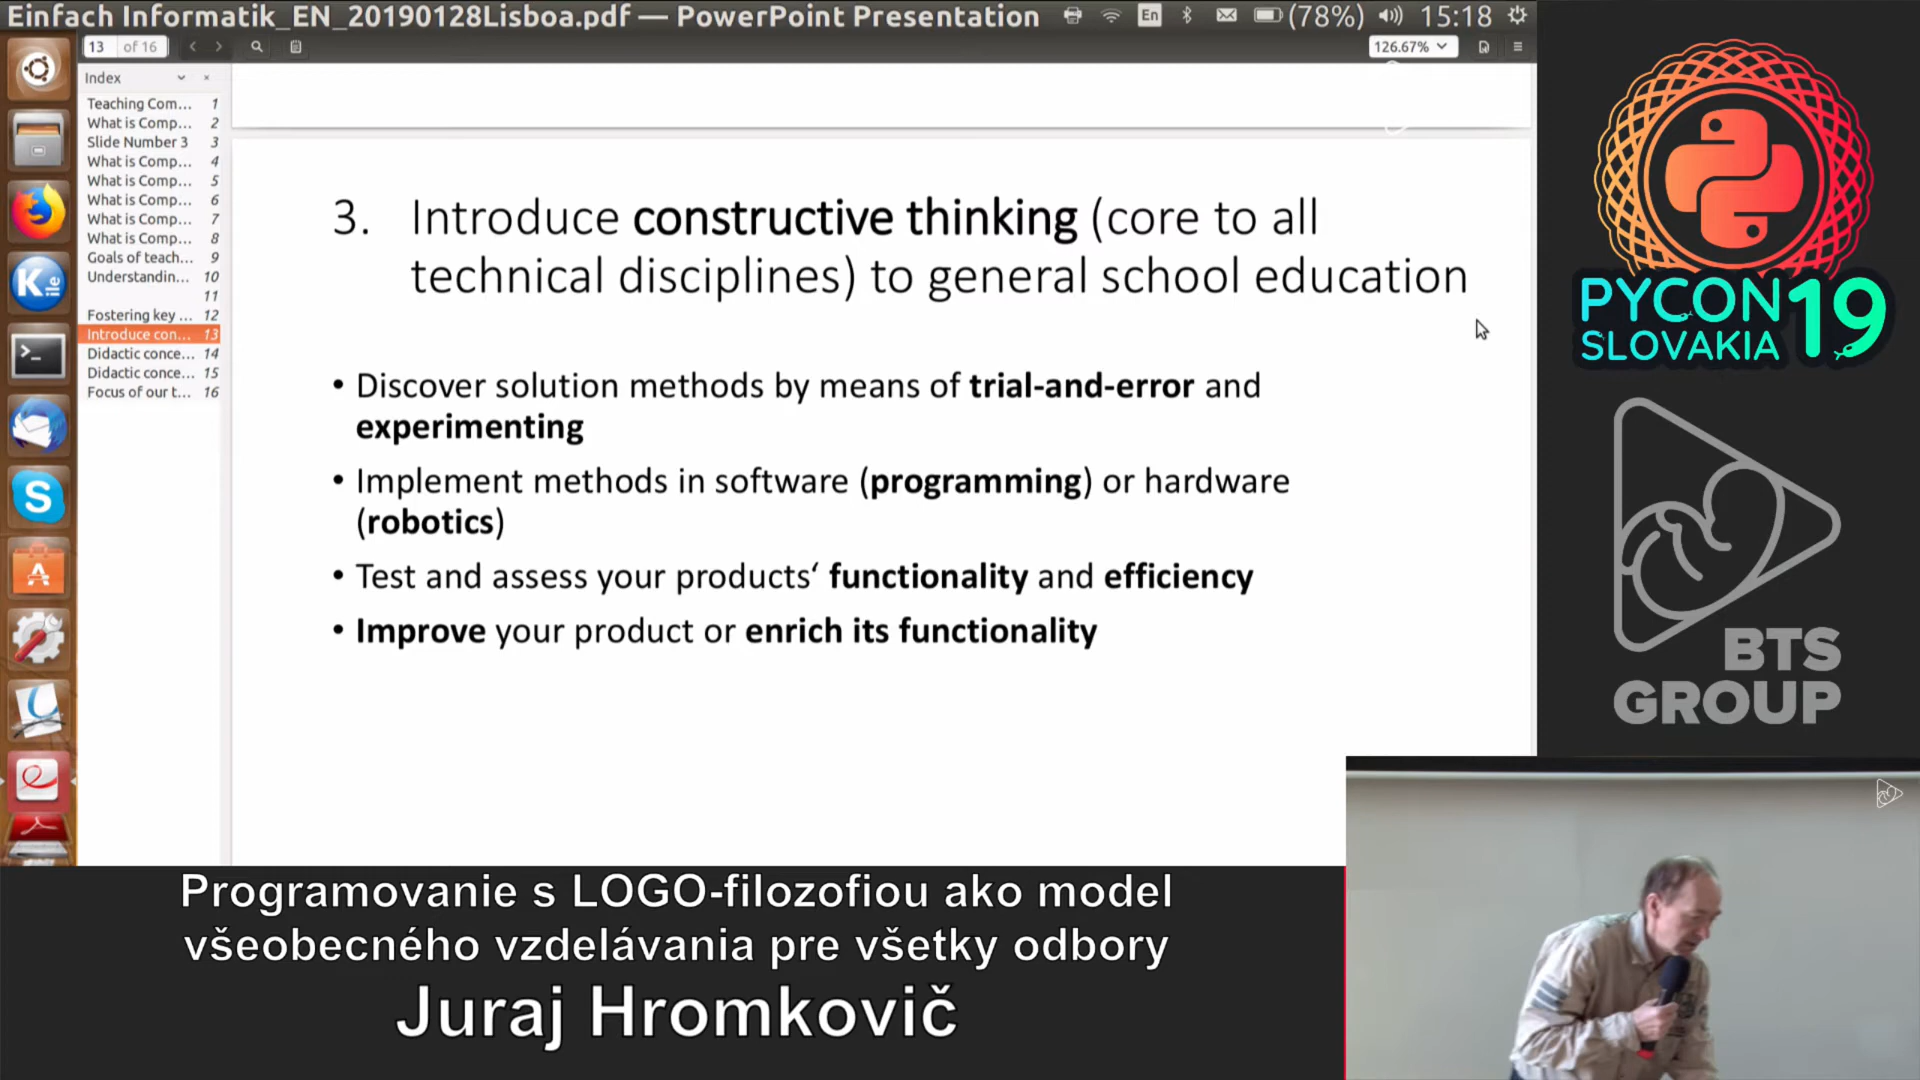 Einfach Informatik_EN_20190128Lisboa.pdf — PowerPoint Presentation
En
(78%)
15:18
13 of 16
126.67%
Index
Teaching Com... 1
What is Comp... 2
Slide Number 3 3
What is Comp... 4
What is Comp... 5
What is Comp... 6
What is Comp... 7
What is Comp... 8
Goals of teach... 9
Understandin... 10
11
Fostering key ... 12
Introduce con... 13
Didactic conce... 14
Didactic conce... 15
Focus of our t... 16
3. Introduce constructive thinking (core to all
technical disciplines) to general school education
• Discover solution methods by means of trial-and-error and
experimenting
• Implement methods in software (programming) or hardware
(robotics)
• Test and assess your products‘ functionality and efficiency
• Improve your product or enrich its functionality
PYCON 19
SLOVAKIA
BTS
GROUP
Programovanie s LOGO-filozofiou ako model
všeobecného vzdelávania pre všetky odbory
Juraj Hromkovič